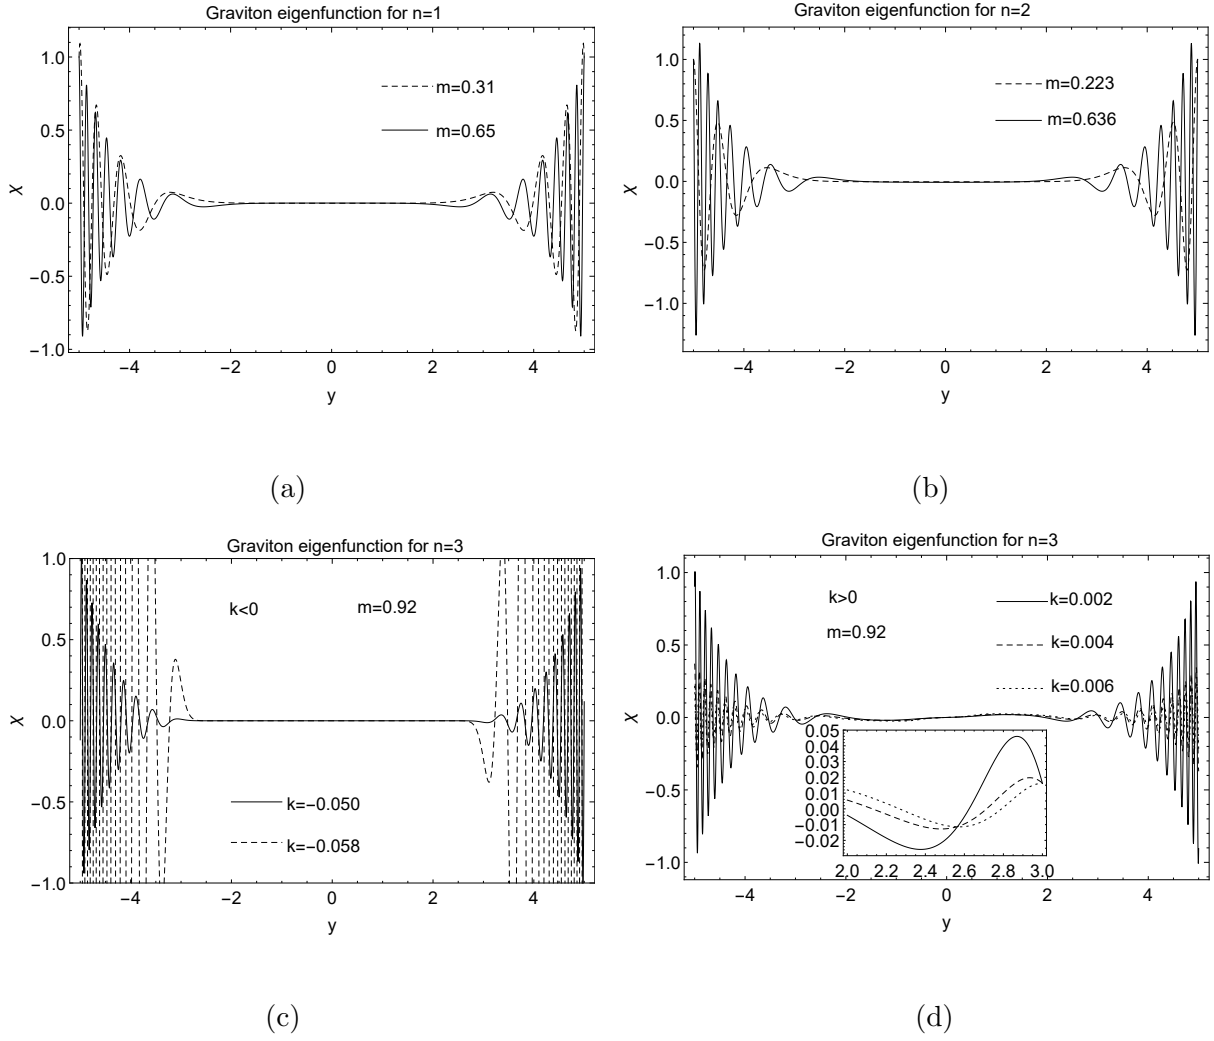 Graviton eigenfunction for n=1
1.0
0.5
0.0
−0.5
−1.0
χ
m=0.31
m=0.65
−4 −2 0 2 4
y
(a)
Graviton eigenfunction for n=2
1.0
0.5
0.0
−0.5
−1.0
χ
m=0.223
m=0.636
−4 −2 0 2 4
y
(b)
Graviton eigenfunction for n=3
1.0
0.5
0.0
−0.5
−1.0
χ
k<0 m=0.92
k=−0.050
k=−0.058
−4 −2 0 2 4
y
(c)
Graviton eigenfunction for n=3
1.0
0.5
0.0
−0.5
−1.0
χ
k>0
m=0.92
k=0.002
k=0.004
k=0.006
0.05
0.04
0.03
0.02
0.01
0.00
−0.01
−0.02
2.0 2.2 2.4 2.6 2.8 3.0
−4 −2 0 2 4
y
(d)